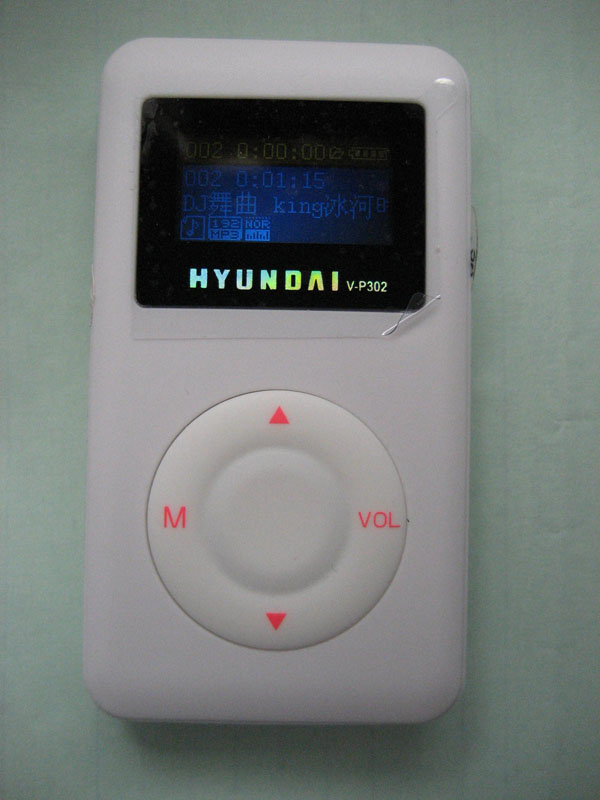 002 0:00:00
002 0:01:15
DJ舞曲 king冰河
192 NOR
MP3
HYUNDAI V-P302
M VOL